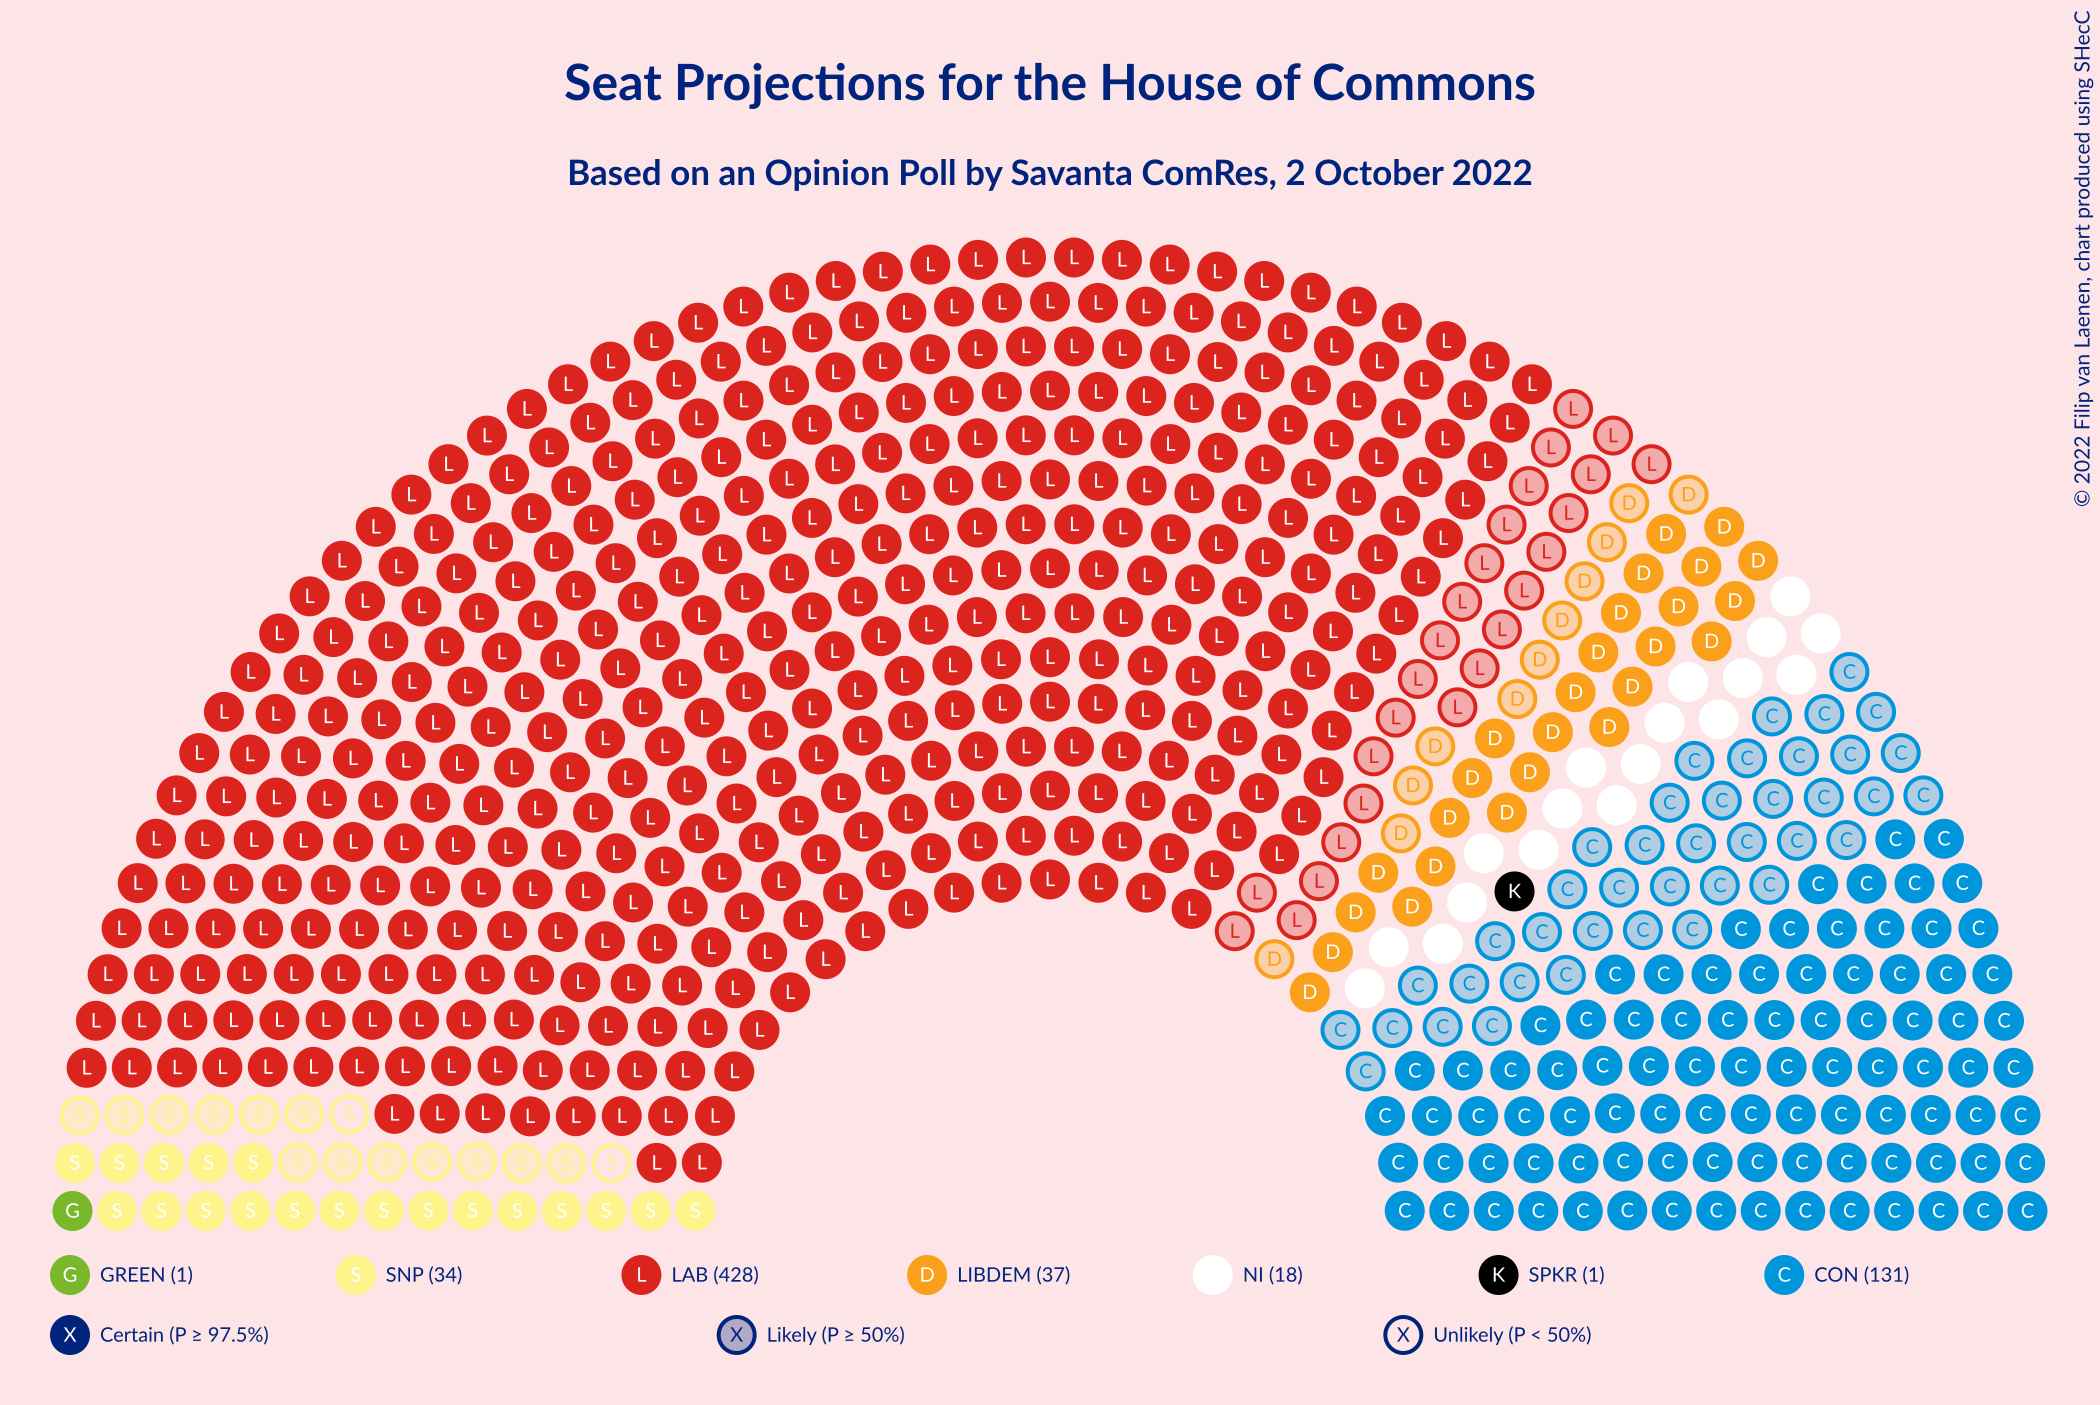 Seat Projections for the House of Commons
Based on an Opinion Poll by Savanta ComRes, 2 October 2022
© 2022 Filip van Laenen, chart produced using SHecC
G GREEN (1)
S SNP (34)
L LAB (428)
D LIBDEM (37)
NI (18)
K SPKR (1)
C CON (131)
X Certain (P ≥ 97.5%)
X Likely (P ≥ 50%)
X Unlikely (P < 50%)